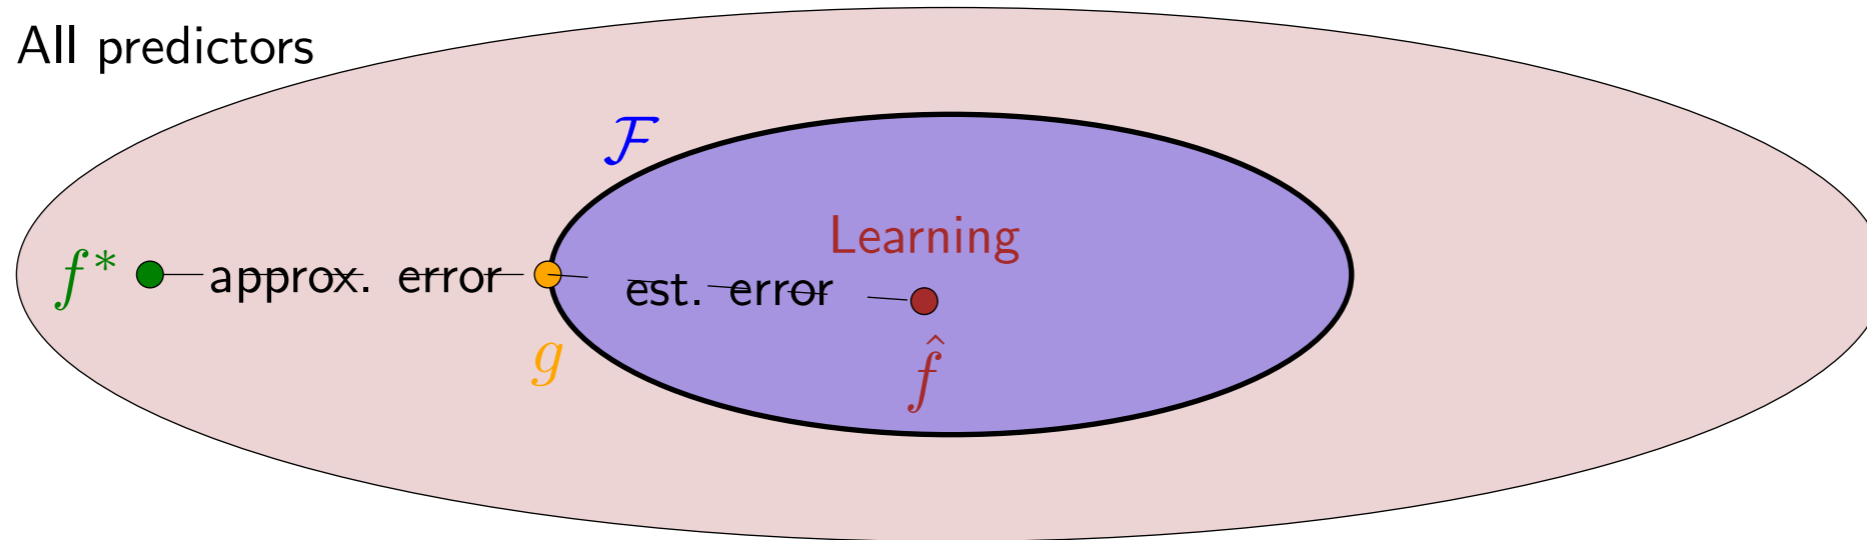 All predictors
ℱ
Learning
f* approx. error est. error
g
f̂